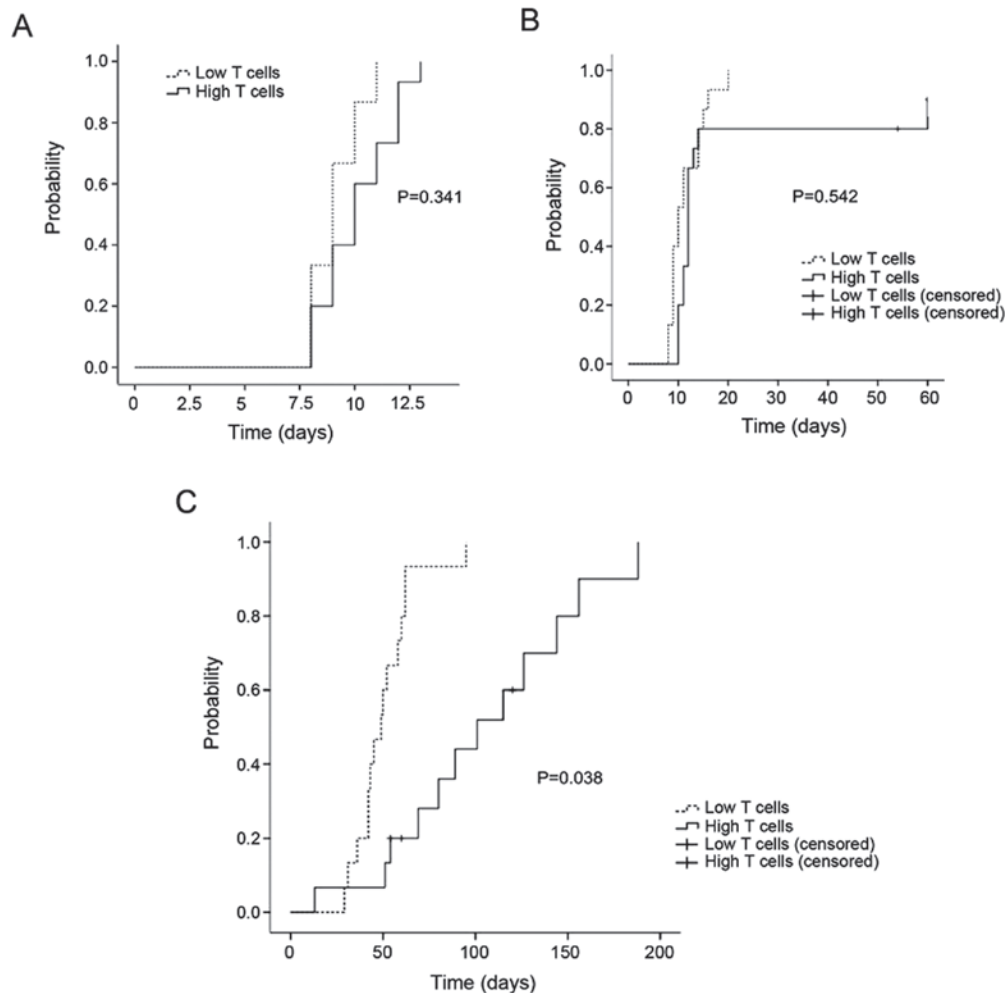 A
Low T cells
High T cells
1.0
0.8
0.6
0.4
0.2
0.0
Probability
P=0.341
0 2.5 5 7.5 10 12.5
Time (days)
B
1.0
0.8
0.6
0.4
0.2
0.0
Probability
P=0.542
Low T cells
High T cells
Low T cells (censored)
High T cells (censored)
0 10 20 30 40 50 60
Time (days)
C
1.0
0.8
0.6
0.4
0.2
0.0
Probability
P=0.038
Low T cells
High T cells
Low T cells (censored)
High T cells (censored)
0 50 100 150 200
Time (days)